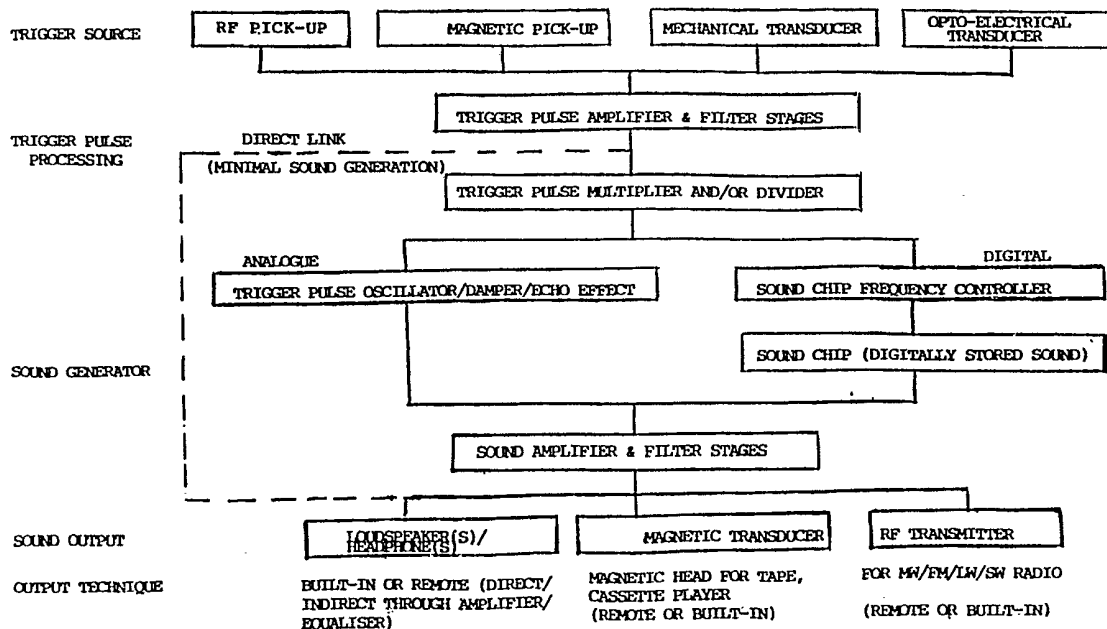 TRIGGER SOURCE
RF PICK-UP
MAGNETIC PICK-UP
MECHANICAL TRANSDUCER
OPTO-ELECTRICAL
TRANSDUCER
TRIGGER PULSE AMPLIFIER & FILTER STAGES
TRIGGER PULSE
PROCESSING
DIRECT LINK
(MINIMAL SOUND GENERATION)
TRIGGER PULSE MULTIPLIER AND/OR DIVIDER
ANALOGUE
DIGITAL
TRIGGER PULSE OSCILLATOR/DAMPER/ECHO EFFECT
SOUND CHIP FREQUENCY CONTROLLER
SOUND CHIP (DIGITALLY STORED SOUND)
SOUND GENERATOR
SOUND AMPLIFIER & FILTER STAGES
SOUND OUTPUT
LOUDSPEAKER(S)/
HEADPHONE(S)
MAGNETIC TRANSDUCER
RF TRANSMITTER
OUTPUT TECHNIQUE
BUILT-IN OR REMOTE (DIRECT/
INDIRECT THROUGH AMPLIFIER/
EQUALISER)
MAGNETIC HEAD FOR TAPE,
CASSETTE PLAYER
(REMOTE OR BUILT-IN)
FOR MW/FM/LW/SW RADIO
(REMOTE OR BUILT-IN)